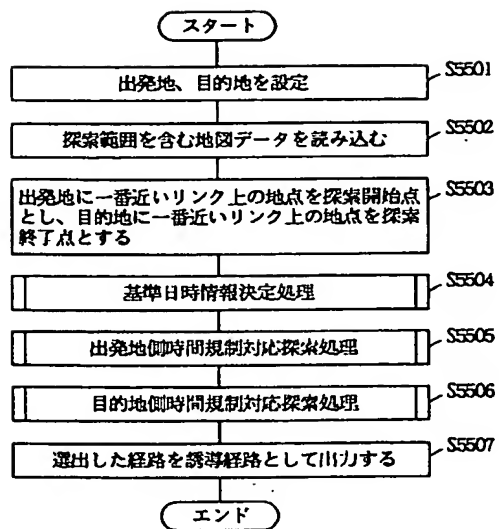 スタート
出発地、目的地を設定
S5501
探索範囲を含む地図データを読み込む
S5502
出発地に一番近いリンク上の地点を探索開始点
とし、目的地に一番近いリンク上の地点を探索
終了点とする
S5503
基準日時情報決定処理
S5504
出発地側時間規制対応探索処理
S5505
目的地側時間規制対応探索処理
S5506
選出した経路を誘導経路として出力する
S5507
エンド